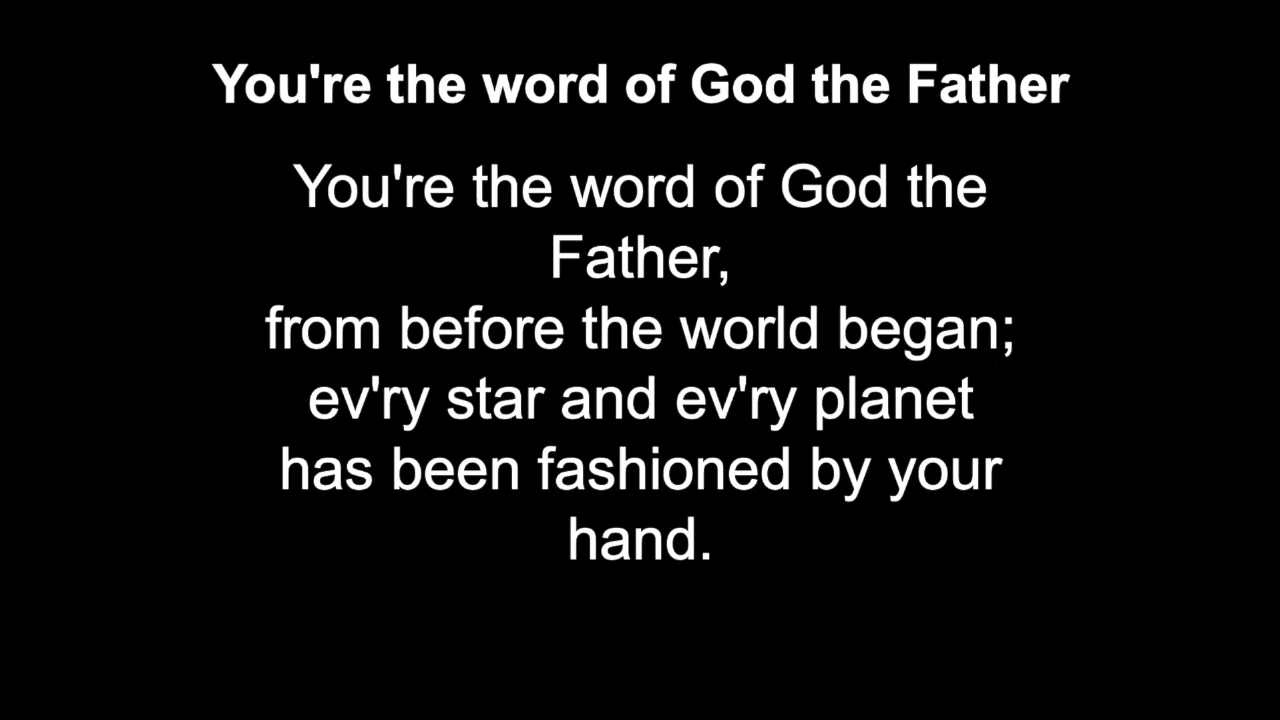 You're the word of God the Father
You're the word of God the
Father,
from before the world began;
ev'ry star and ev'ry planet
has been fashioned by your
hand.